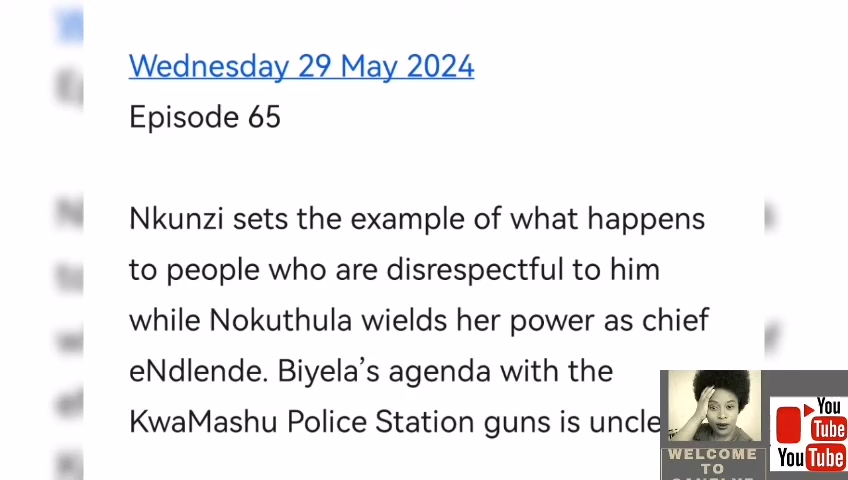 Wednesday 29 May 2024
Episode 65
Nkunzi sets the example of what happens
to people who are disrespectful to him
while Nokuthula wields her power as chief
eNdlende. Biyela's agenda with the
KwaMashu Police Station guns is uncle
WELCOME
TO
You
Tube
YouTube